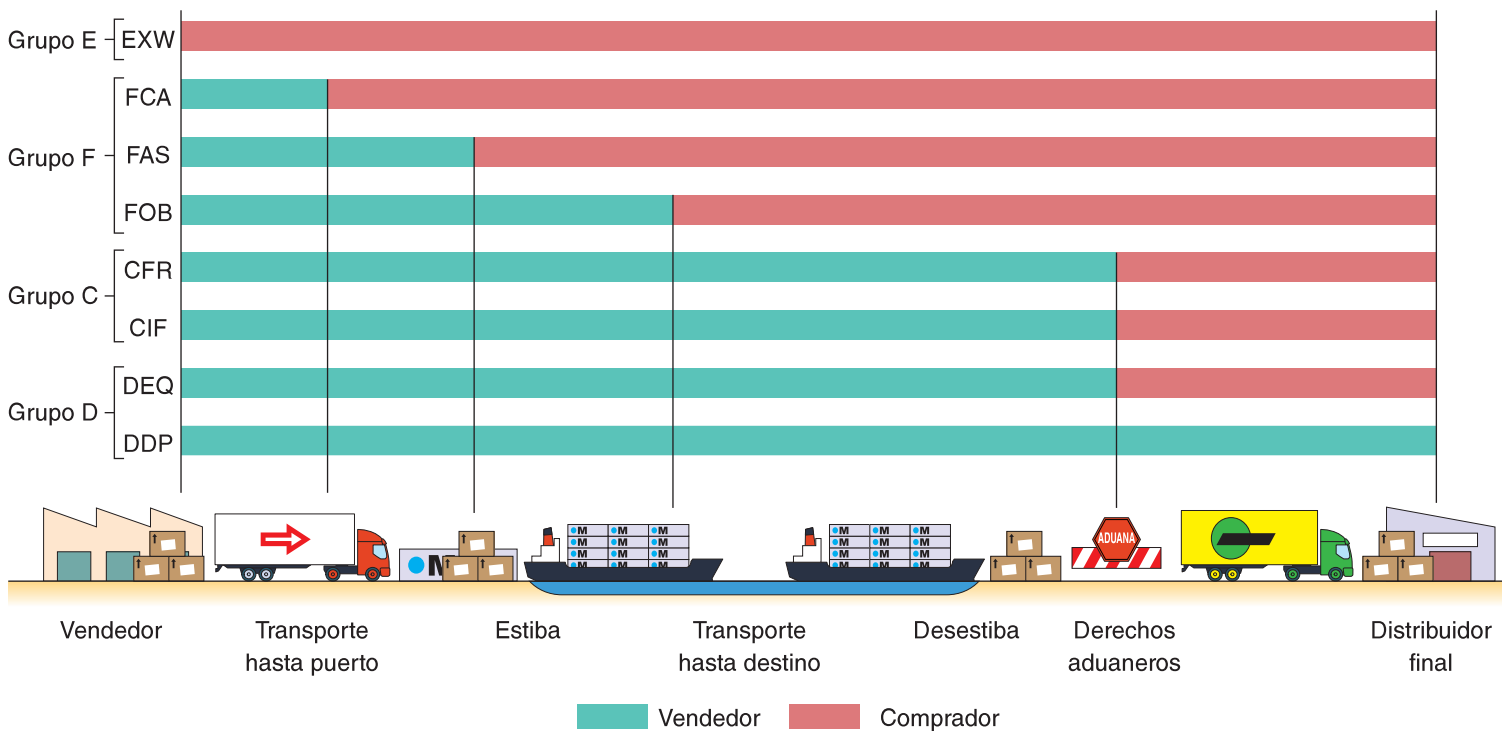 Grupo E
EXW
FCA
Grupo F
FAS
FOB
Grupo C
CFR
CIF
Grupo D
DEQ
DDP
M
M M M
M M M
M M M
M M M
M M M
M M M
M M M
M M M
ADUANA
Vendedor
Transporte
hasta puerto
Estiba
Transporte
hasta destino
Desestiba
Derechos
aduaneros
Distribuidor
final
Vendedor
Comprador